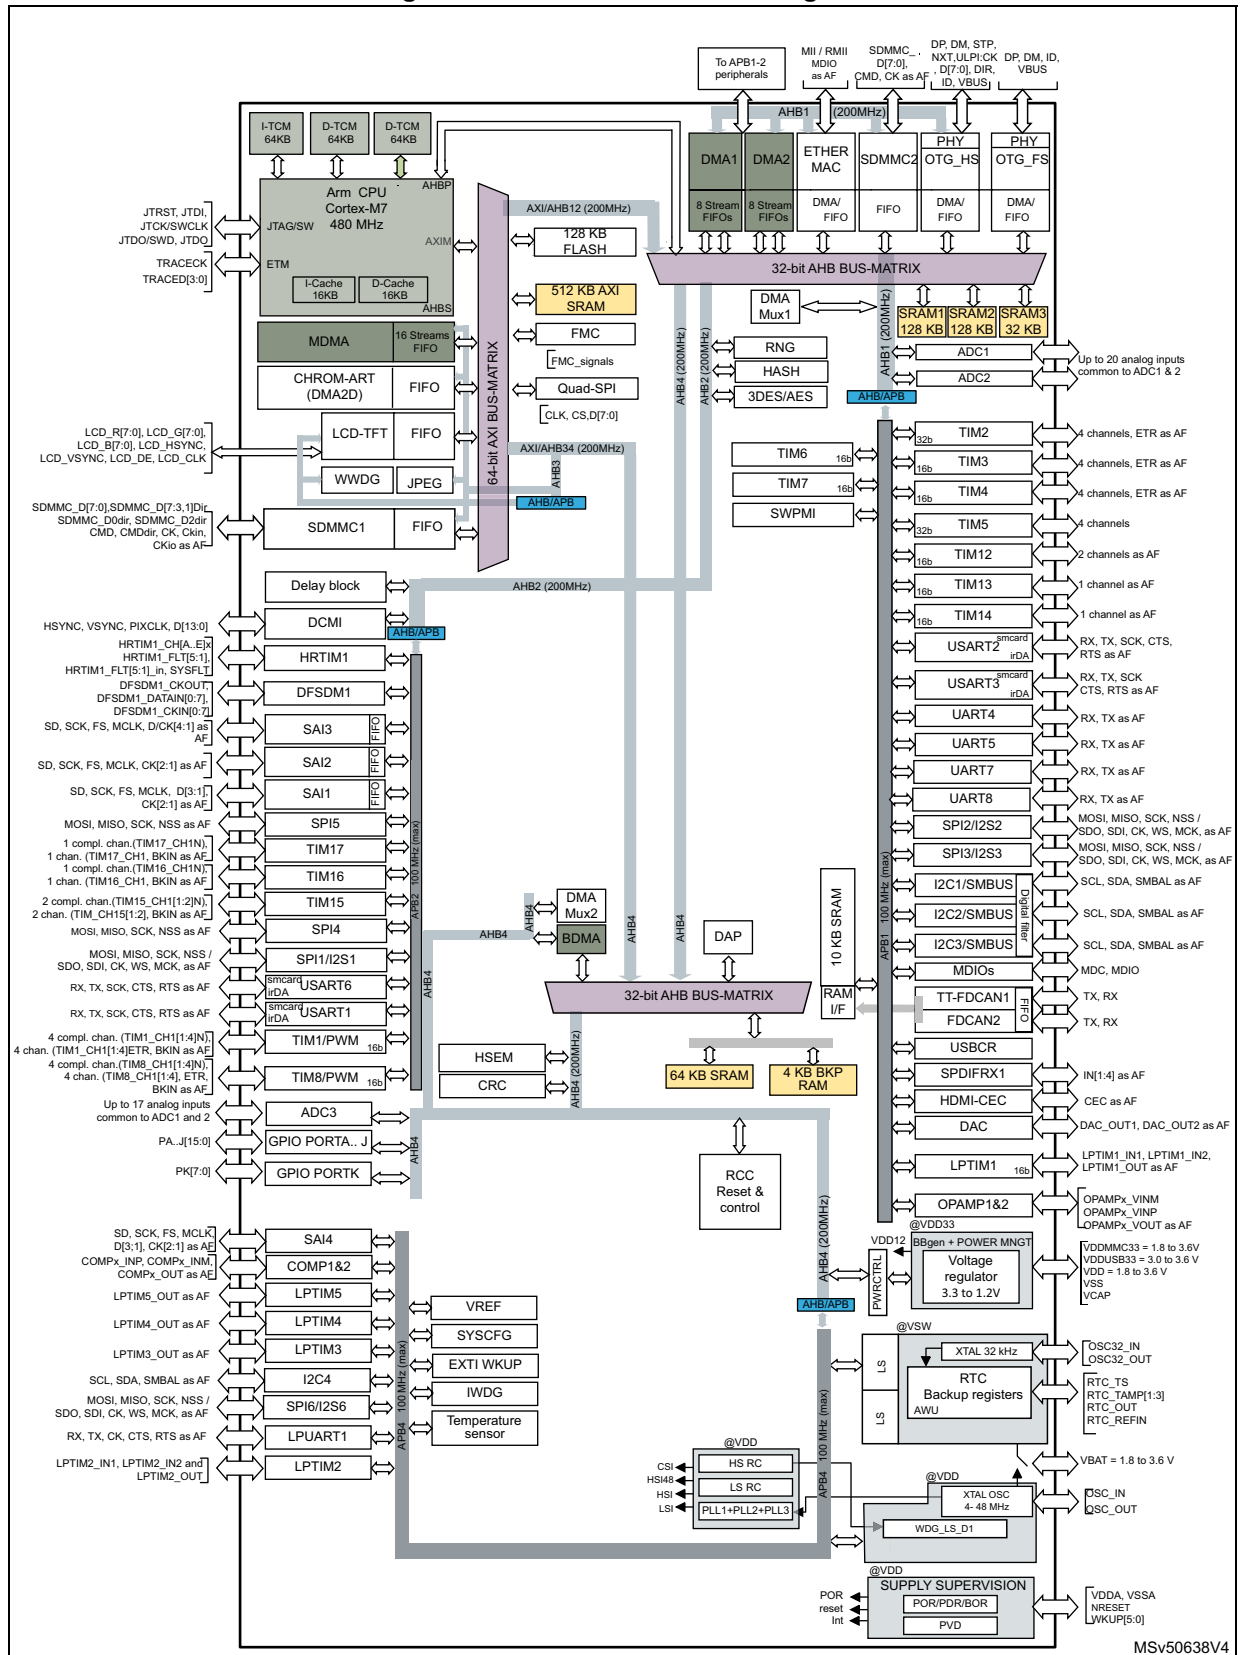 To APB1-2
peripherals
MII / RMII
MDIO
as AF
SDMMC_
D[7:0],
CMD, CK as AF
DP, DM, STP,
NXT,ULPI:CK
, D[7:0], DIR,
ID, VBUS
DP, DM, ID,
VBUS
AHB1 (200MHz)
I-TCM
64KB
D-TCM
64KB
D-TCM
64KB
AHBP
Arm CPU
Cortex-M7
480 MHz
JTAG/SW
AXIM
ETM
I-Cache
16KB
D-Cache
16KB
AHBS
JTRST, JTDI,
JTCK/SWCLK
JTDO/SWD, JTDO
TRACECK
TRACED[3:0]
DMA1
8 Stream
FIFOs
DMA2
8 Stream
FIFOs
ETHER
MAC
DMA/
FIFO
SDMMC2
FIFO
PHY
OTG_HS
DMA/
FIFO
PHY
OTG_FS
DMA/
FIFO
AXI/AHB12 (200MHz)
128 KB
FLASH
32-bit AHB BUS-MATRIX
512 KB AXI
SRAM
DMA
Mux1
SRAM1
128 KB
SRAM2
128 KB
SRAM3
32 KB
MDMA
16 Streams
FIFO
FMC
FMC_signals
RNG
HASH
3DES/AES
AHB4 (200MHz)
AHB2 (200MHz)
AHB1 (200MHz)
ADC1
ADC2
Up to 20 analog inputs
common to ADC1 & 2
CHROM-ART
(DMA2D)
FIFO
Quad-SPI
CLK, CS,D[7:0]
AHB/APB
64-bit AXI BUS-MATRIX
LCD_R[7:0], LCD_G[7:0],
LCD_B[7:0], LCD_HSYNC,
LCD_VSYNC, LCD_DE, LCD_CLK
LCD-TFT
FIFO
AXI/AHB34 (200MHz)
AHB3
WWDG
JPEG
AHB/APB
SDMMC_D[7:0],SDMMC_D[7:3,1]Dir
SDMMC_D0dir, SDMMC_D2dir
CMD, CMDdir, CK, Ckin,
CKio as AF
SDMMC1
FIFO
TIM6
16b
TIM7
16b
SWPMI
TIM2
32b
4 channels, ETR as AF
TIM3
16b
4 channels, ETR as AF
TIM4
16b
4 channels, ETR as AF
TIM5
32b
4 channels
TIM12
16b
2 channels as AF
TIM13
16b
1 channel as AF
TIM14
16b
1 channel as AF
USART2
smcard
irDA
RX, TX, SCK, CTS,
RTS as AF
USART3
smcard
irDA
RX, TX, SCK
CTS, RTS as AF
UART4
RX, TX as AF
UART5
RX, TX as AF
UART7
RX, TX as AF
UART8
RX, TX as AF
SPI2/I2S2
MOSI, MISO, SCK, NSS /
SDO, SDI, CK, WS, MCK, as AF
SPI3/I2S3
MOSI, MISO, SCK, NSS /
SDO, SDI, CK, WS, MCK, as AF
I2C1/SMBUS
SCL, SDA, SMBAL as AF
I2C2/SMBUS
SCL, SDA, SMBAL as AF
I2C3/SMBUS
SCL, SDA, SMBAL as AF
Digital filter
MDIOs
MDC, MDIO
TT-FDCAN1
TX, RX
FDCAN2
TX, RX
FIFO
USBCR
SPDIFRX1
IN[1:4] as AF
HDMI-CEC
CEC as AF
DAC
DAC_OUT1, DAC_OUT2 as AF
LPTIM1
16b
LPTIM1_IN1, LPTIM1_IN2,
LPTIM1_OUT as AF
OPAMP1&2
OPAMPx_VINM
OPAMPx_VINP
OPAMPx_VOUT as AF
APB1 100 MHz (max)
10 KB SRAM
RAM
I/F
Delay block
AHB2 (200MHz)
HSYNC, VSYNC, PIXCLK, D[13:0]
DCMI
AHB/APB
HRTIM1_CH[A..E]x
HRTIM1_FLT[5:1],
HRTIM1_FLT[5:1]_in, SYSFLT
HRTIM1
DFSDM1_CKOUT,
DFSDM1_DATAIN[0:7],
DFSDM1_CKIN[0:7]
DFSDM1
SD, SCK, FS, MCLK, D/CK[4:1] as
AF
SAI3
FIFO
SD, SCK, FS, MCLK, CK[2:1] as AF
SAI2
FIFO
SD, SCK, FS, MCLK, D[3:1],
CK[2:1] as AF
SAI1
FIFO
MOSI, MISO, SCK, NSS as AF
SPI5
1 compl. chan.(TIM17_CH1N),
1 chan. (TIM17_CH1, BKIN as AF
TIM17
1 compl. chan.(TIM16_CH1N),
1 chan. (TIM16_CH1, BKIN as AF
TIM16
2 compl. chan.(TIM15_CH1[1:2]N),
2 chan. (TIM_CH15[1:2], BKIN as AF
TIM15
MOSI, MISO, SCK, NSS as AF
SPI4
MOSI, MISO, SCK, NSS /
SDO, SDI, CK, WS, MCK, as AF
SPI1/I2S1
RX, TX, SCK, CTS, RTS as AF
smcard
irDA
USART6
RX, TX, SCK, CTS, RTS as AF
smcard
irDA
USART1
4 compl. chan. (TIM1_CH1[1:4]N),
4 chan. (TIM1_CH1[1:4]ETR, BKIN as AF
TIM1/PWM
16b
4 compl. chan.(TIM8_CH1[1:4]N),
4 chan. (TIM8_CH1[1:4], ETR,
BKIN as AF
TIM8/PWM
16b
APB2 100 MHz (max)
Up to 17 analog inputs
common to ADC1 and 2
ADC3
PA..J[15:0]
GPIO PORTA.. J
PK[7:0]
GPIO PORTK
AHB4
AHB4
AHB4
AHB4
DMA
Mux2
BDMA
AHB4
AHB4
DAP
32-bit AHB BUS-MATRIX
HSEM
CRC
AHB4 (200MHz)
64 KB SRAM
4 KB BKP
RAM
RCC
Reset &
control
AHB4 (200MHz)
AHB/APB
@VDD33
VDD12
BBgen + POWER MNGT
Voltage
regulator
3.3 to 1.2V
PWRCTRL
VDDMMC33 = 1.8 to 3.6V
VDDUSB33 = 3.0 to 3.6 V
VDD = 1.8 to 3.6 V
VSS
VCAP
SD, SCK, FS, MCLK,
D[3;1], CK[2:1] as AF
SAI4
COMPx_INP, COMPx_INM,
COMPx_OUT as AF
COMP1&2
LPTIM5_OUT as AF
LPTIM5
LPTIM4_OUT as AF
LPTIM4
LPTIM3_OUT as AF
LPTIM3
SCL, SDA, SMBAL as AF
I2C4
MOSI, MISO, SCK, NSS /
SDO, SDI, CK, WS, MCK, as AF
SPI6/I2S6
RX, TX, CK, CTS, RTS as AF
LPUART1
LPTIM2_IN1, LPTIM2_IN2 and
LPTIM2_OUT
LPTIM2
APB4 100 MHz (max)
VREF
SYSCFG
EXTI WKUP
IWDG
Temperature
sensor
APB4 100 MHz (max)
@VSW
LS
LS
XTAL 32 kHz
RTC
Backup registers
AWU
OSC32_IN
OSC32_OUT
RTC_TS
RTC_TAMP[1:3]
RTC_OUT
RTC_REFIN
VBAT = 1.8 to 3.6 V
@VDD
CSI
HSI48
HSI
LSI
HS RC
LS RC
PLL1+PLL2+PLL3
@VDD
XTAL OSC
4- 48 MHz
WDG_LS_D1
OSC_IN
OSC_OUT
@VDD
SUPPLY SUPERVISION
POR
reset
Int
POR/PDR/BOR
PVD
VDDA, VSSA
NRESET
WKUP[5:0]
MSv50638V4